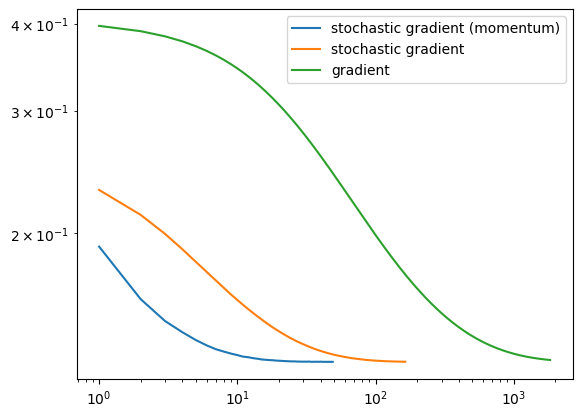 4 × 10⁻¹
3 × 10⁻¹
2 × 10⁻¹
stochastic gradient (momentum)
stochastic gradient
gradient
10⁰ 10¹ 10² 10³